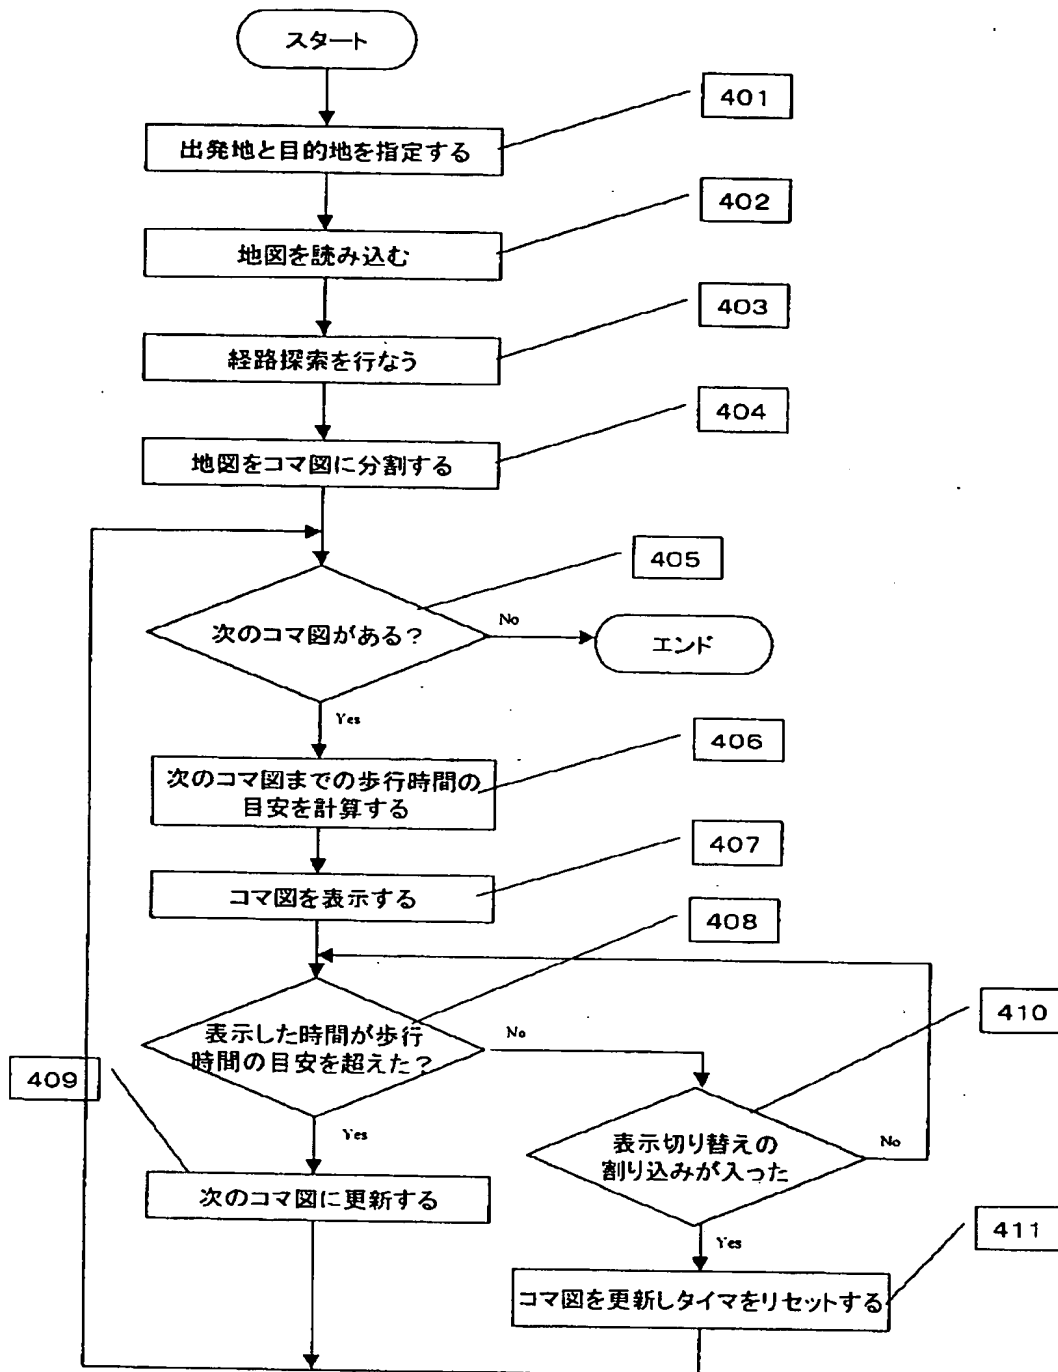 スタート
401
出発地と目的地を指定する
402
地図を読み込む
403
経路探索を行なう
404
地図をコマ図に分割する
405
次のコマ図がある?
No
エンド
Yes
406
次のコマ図までの歩行時間の
目安を計算する
407
コマ図を表示する
408
表示した時間が歩行
時間の目安を超えた?
No
410
409
Yes
表示切り替えの
割り込みが入った
No
次のコマ図に更新する
Yes
411
コマ図を更新しタイマをリセットする